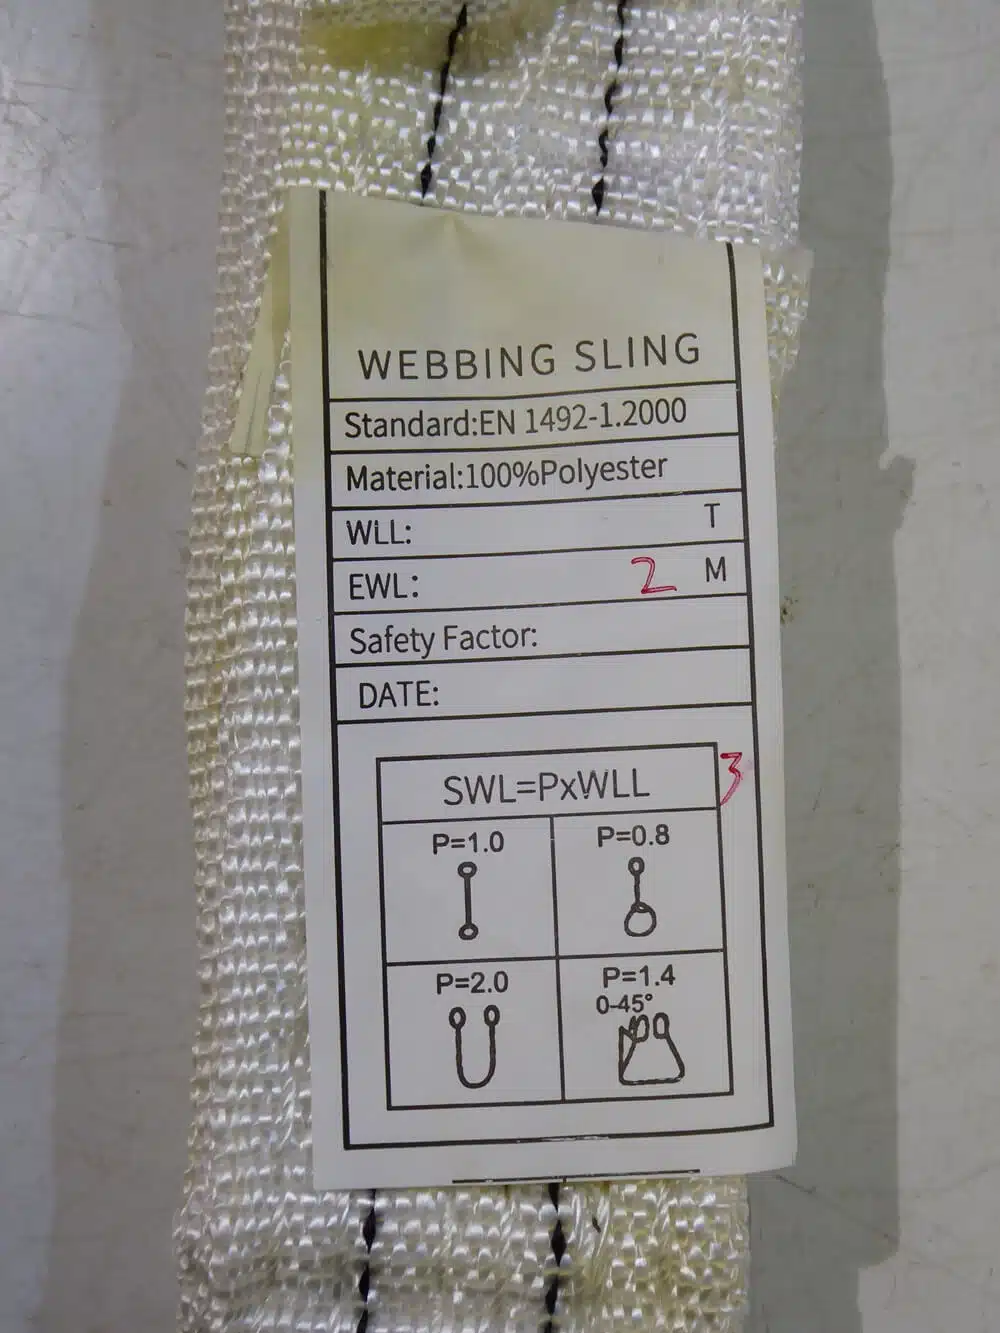 WEBBING SLING
Standard:EN 1492-1.2000
Material:100%Polyester
WLL: T
EWL: 2 M
Safety Factor:
DATE:
SWL=PxWLL 3
P=1.0 P=0.8
P=2.0 P=1.4
0-45°